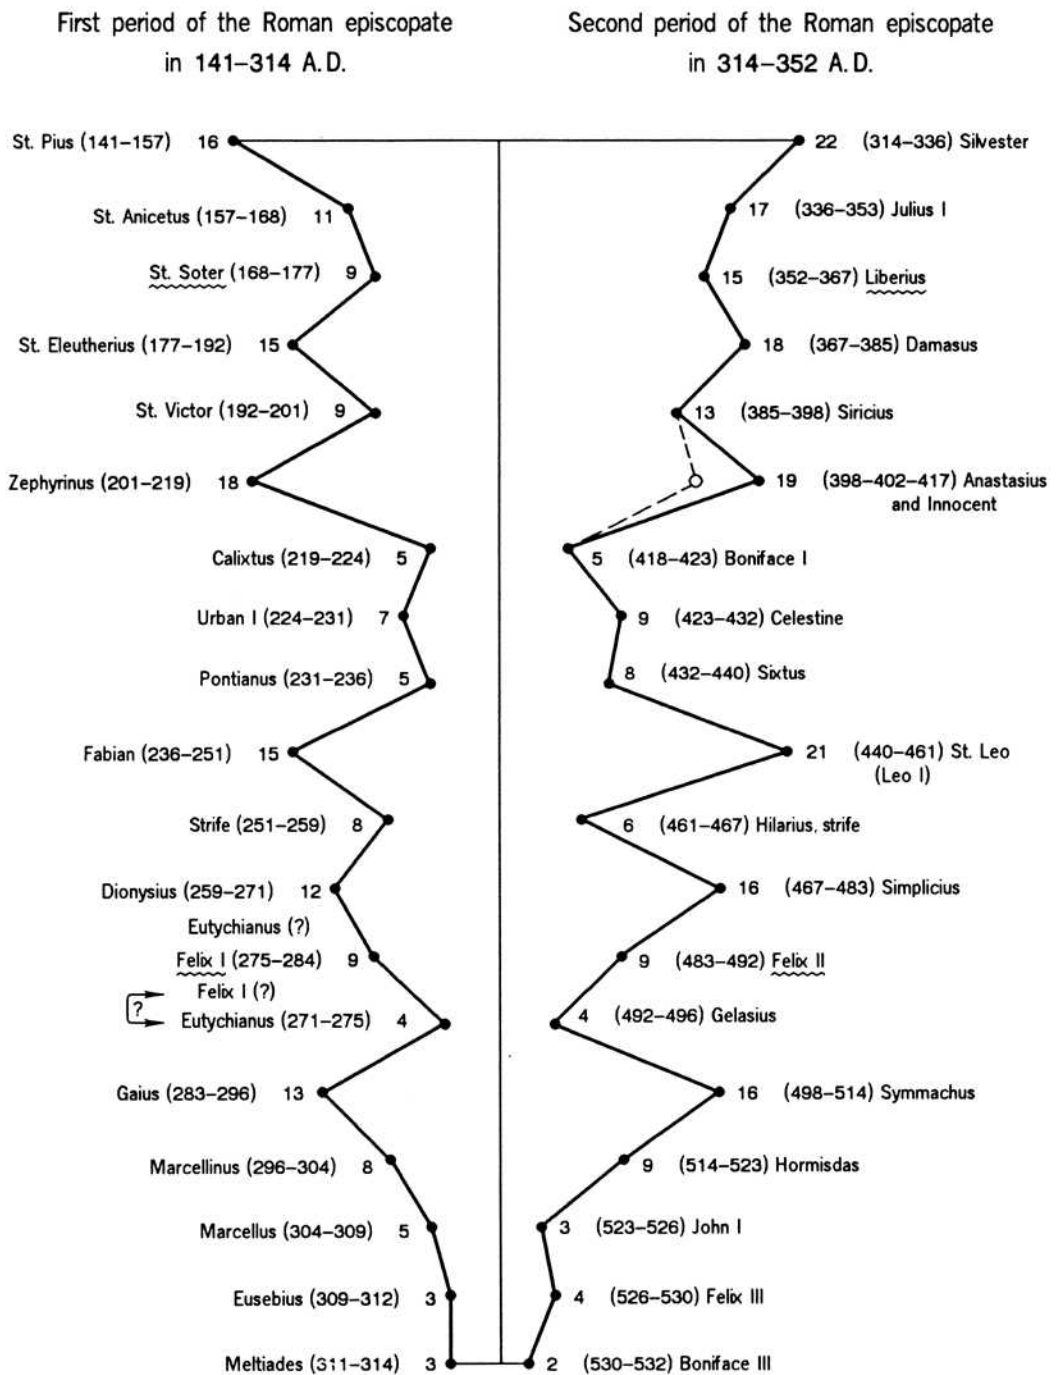 First period of the Roman episcopate
in 141–314 A.D.
Second period of the Roman episcopate
in 314–352 A.D.
St. Pius (141–157) 16
22 (314–336) Silvester
St. Anicetus (157–168) 11
17 (336–353) Julius I
St. Soter (168–177) 9
15 (352–367) Liberius
St. Eleutherius (177–192) 15
18 (367–385) Damasus
St. Victor (192–201) 9
13 (385–398) Siricius
Zephyrinus (201–219) 18
19 (398–402–417) Anastasius
and Innocent
Calixtus (219–224) 5
5 (418–423) Boniface I
Urban I (224–231) 7
9 (423–432) Celestine
Pontianus (231–236) 5
8 (432–440) Sixtus
Fabian (236–251) 15
21 (440–461) St. Leo
(Leo I)
Strife (251–259) 8
6 (461–467) Hilarius, strife
Dionysius (259–271) 12
16 (467–483) Simplicius
Eutychianus (?)
Felix I (275–284) 9
9 (483–492) Felix II
Felix I (?)
?
Eutychianus (271–275) 4
4 (492–496) Gelasius
Gaius (283–296) 13
16 (498–514) Symmachus
Marcellinus (296–304) 8
9 (514–523) Hormisdas
Marcellus (304–309) 5
3 (523–526) John I
Eusebius (309–312) 3
4 (526–530) Felix III
Meltiades (311–314) 3
2 (530–532) Boniface III